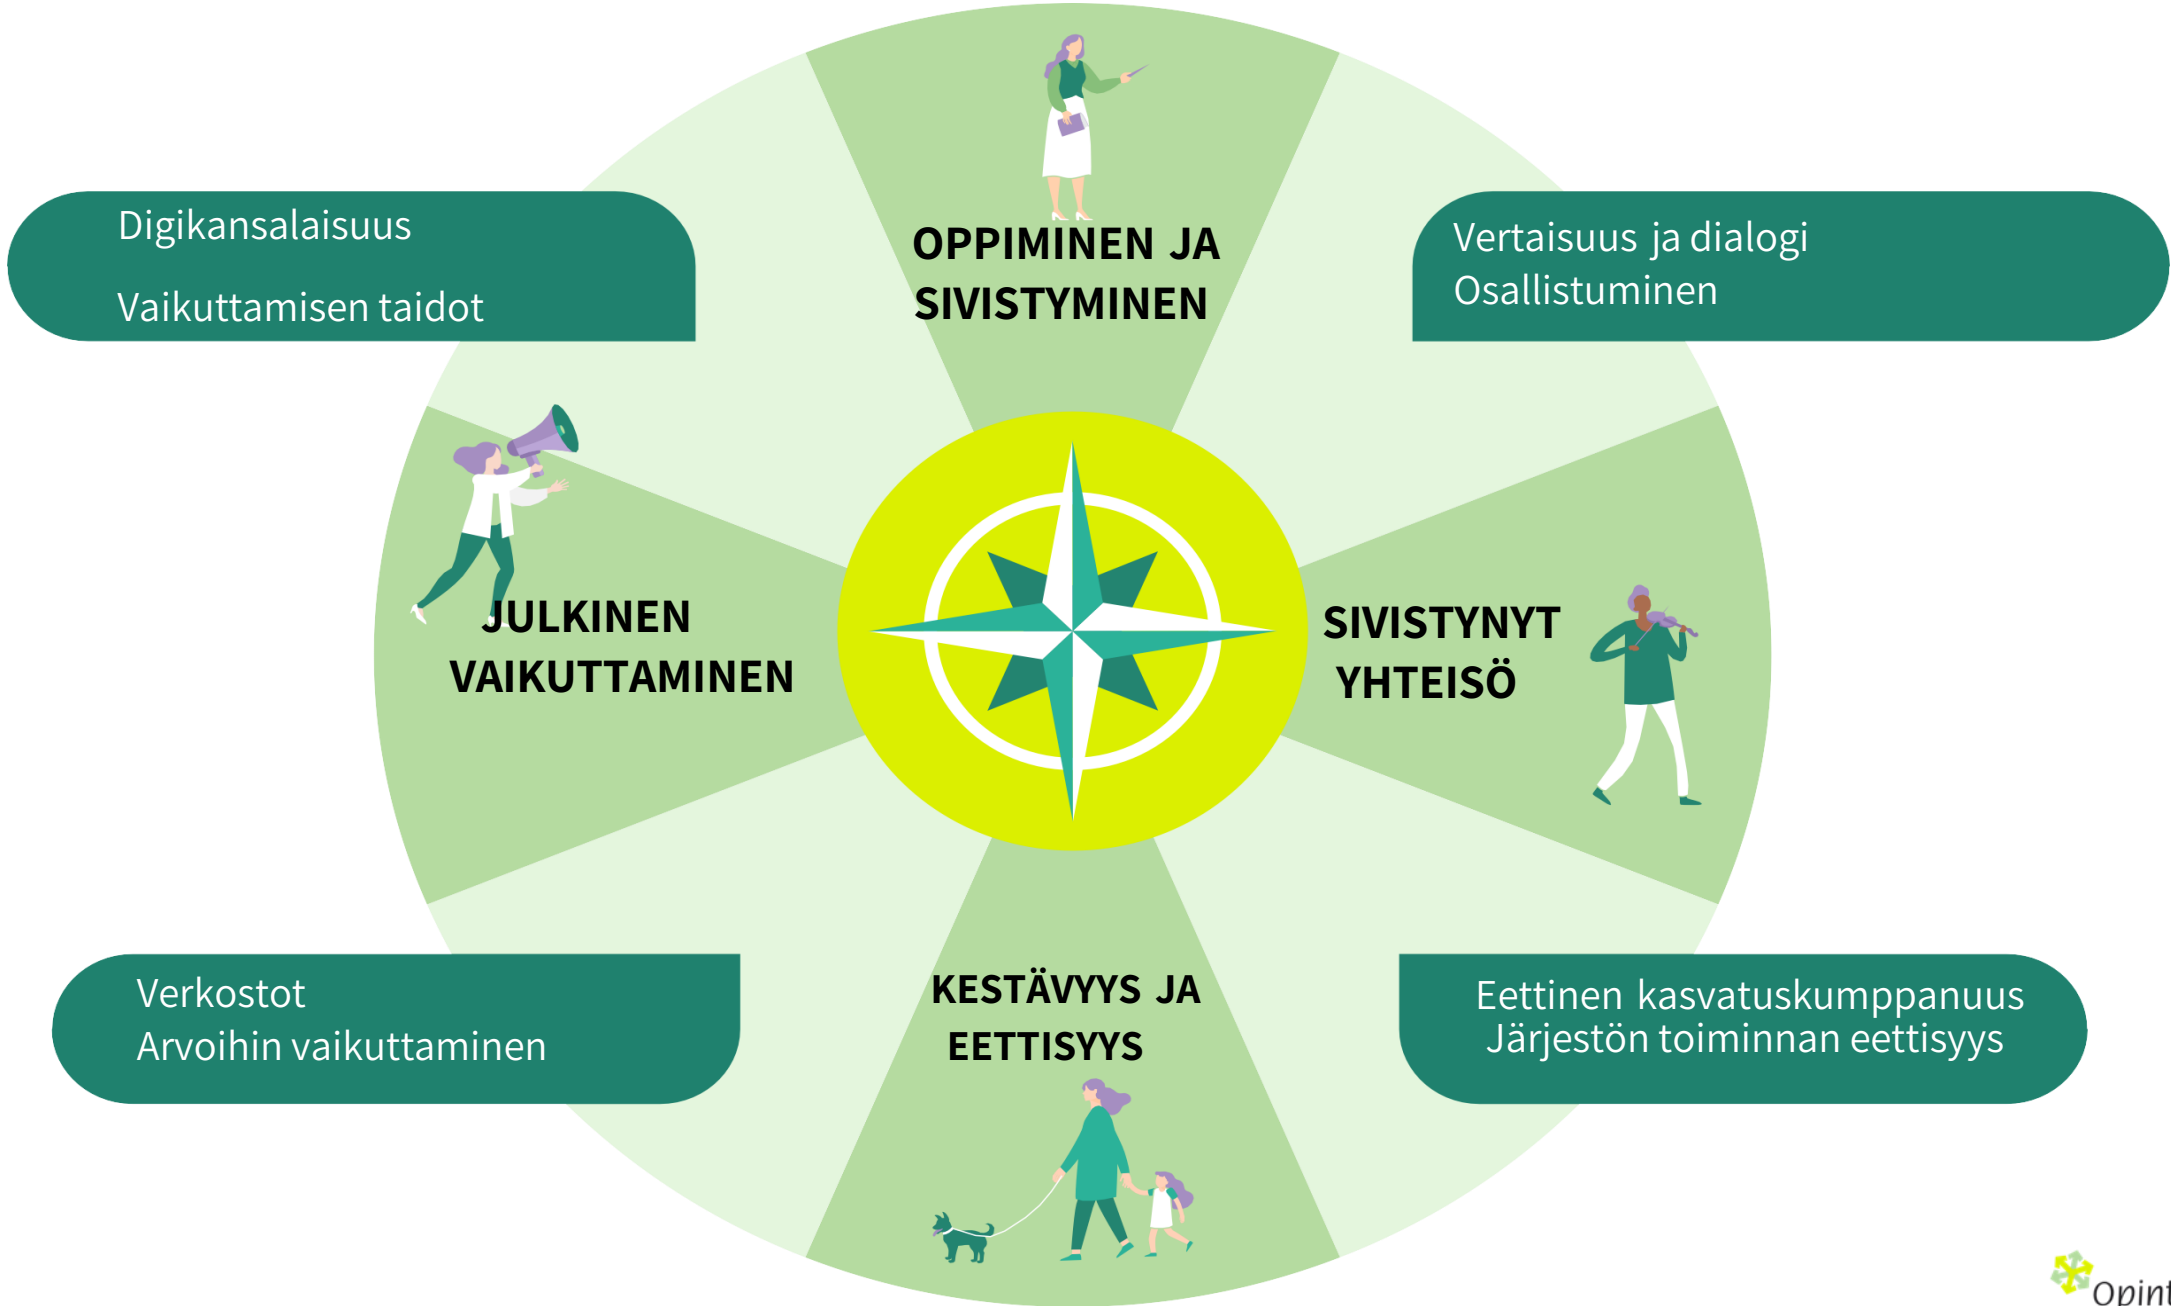 OPPIMINEN JA
SIVISTYMINEN
Digikansalaisuus
Vaikuttamisen taidot
Vertaisuus ja dialogi
Osallistuminen
JULKINEN
VAIKUTTAMINEN
SIVISTYNYT
YHTEISÖ
Verkostot
Arvoihin vaikuttaminen
KESTÄVYYS JA
EETTISYYS
Eettinen kasvatuskumppanuus
Järjestön toiminnan eettisyys